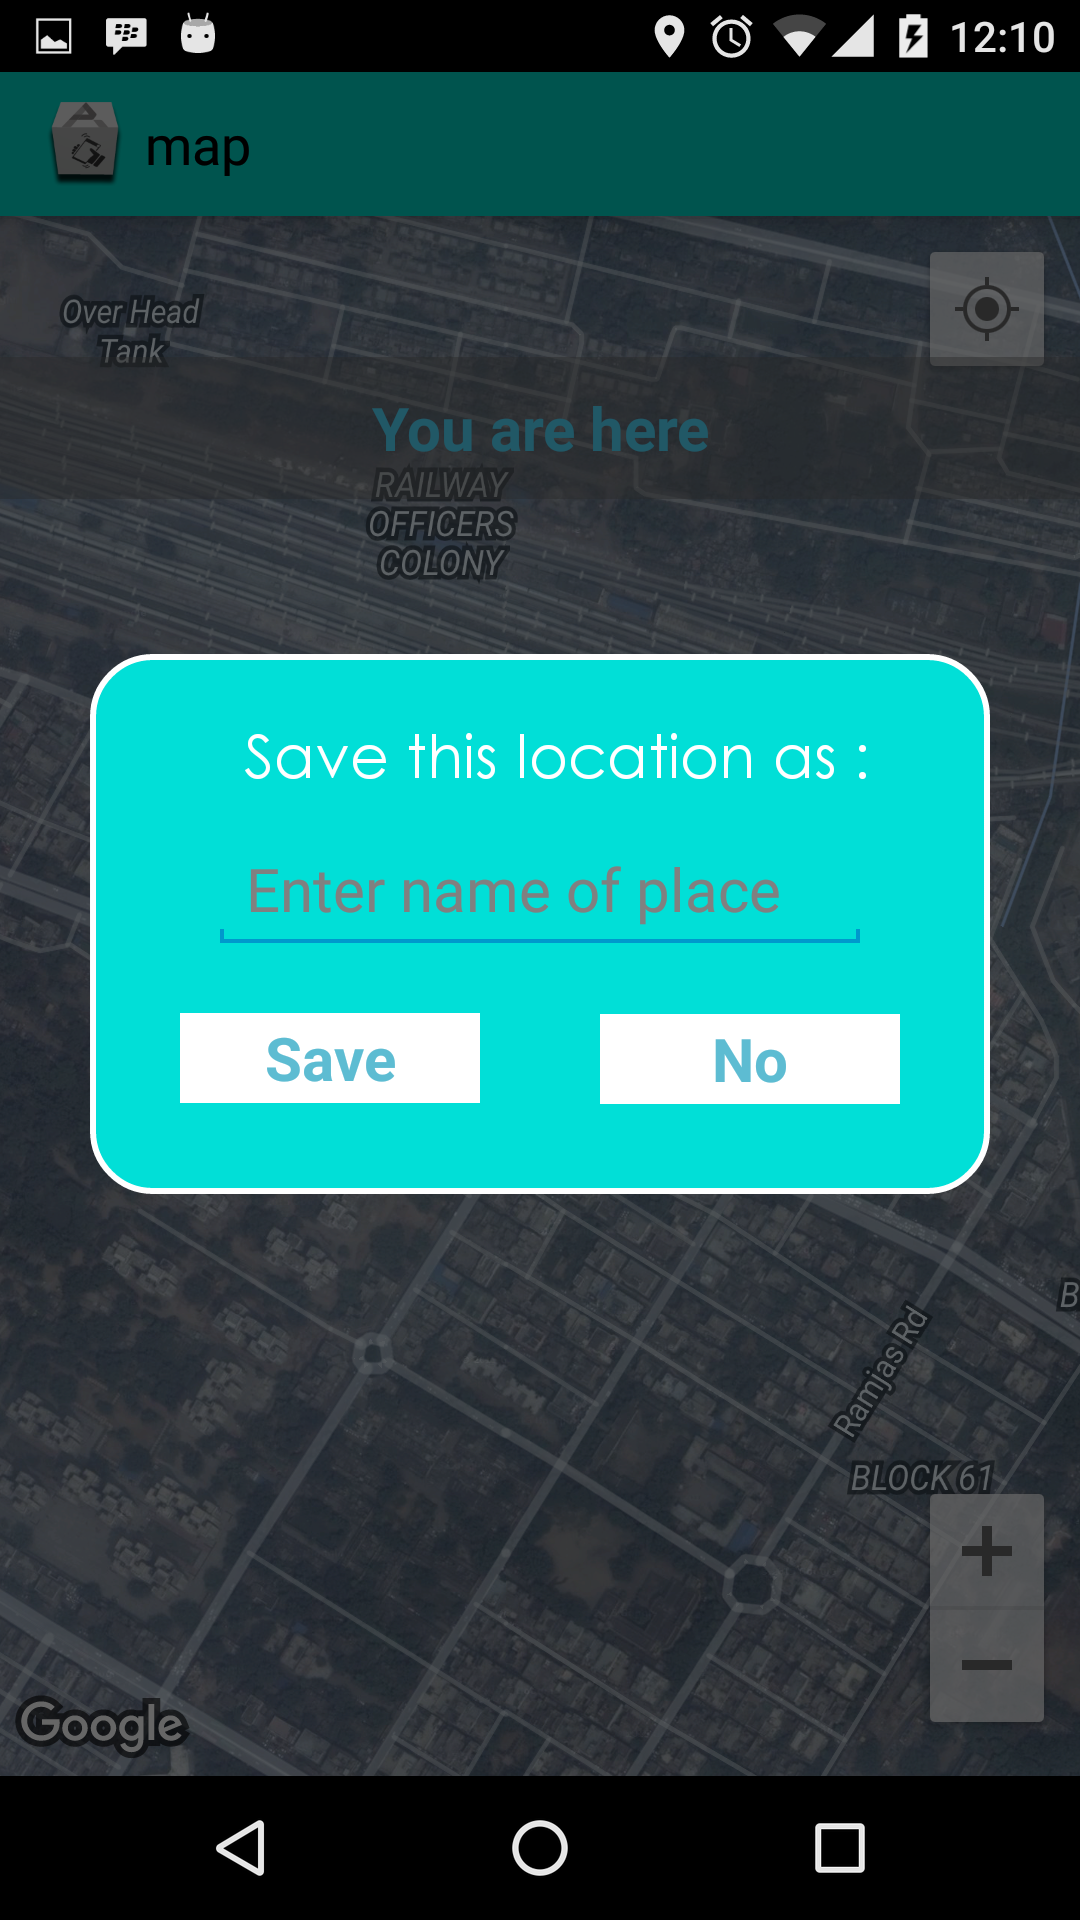 12:10
map
Over Head
Tank
You are here
RAILWAY
OFFICERS
COLONY
Save this location as :
Enter name of place
Save
No
B
Ramjas Rd
BLOCK 61
Google